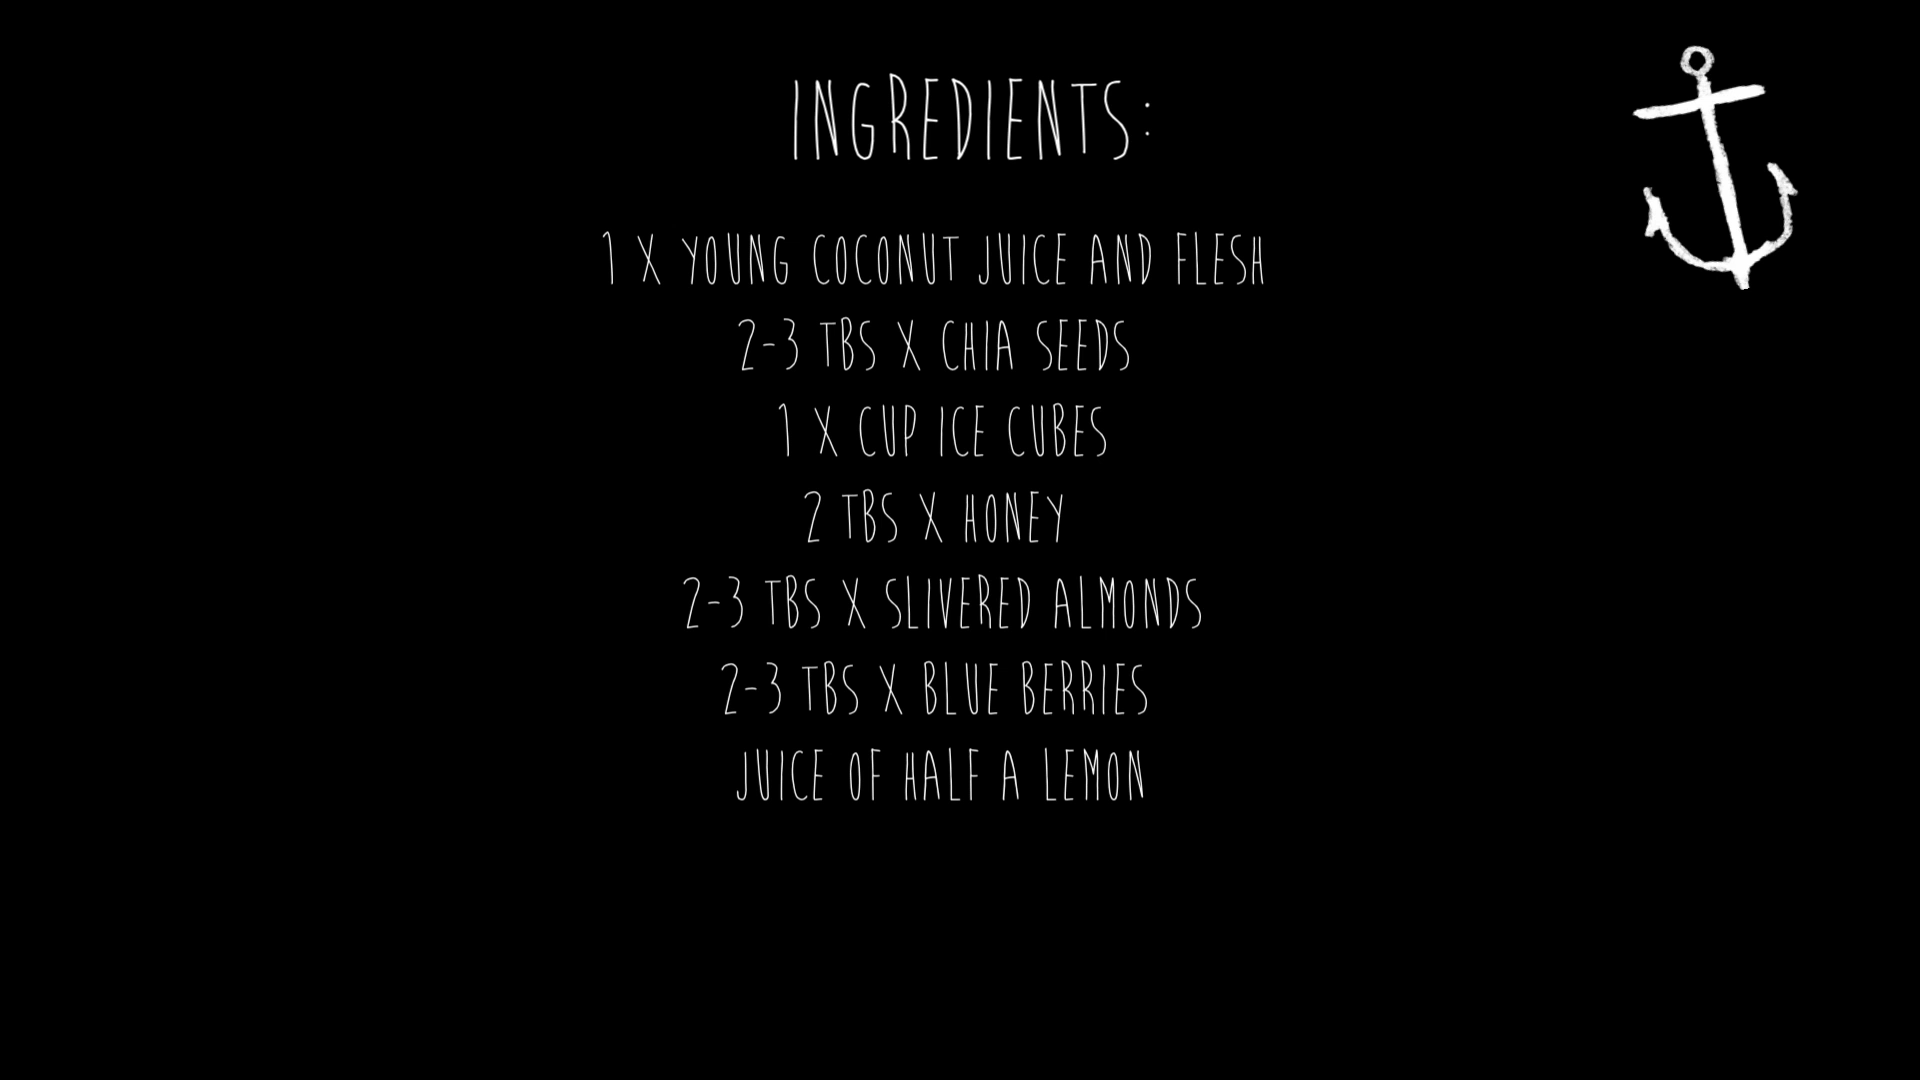 INGREDIENTS:
1 X YOUNG COCONUT JUICE AND FLESH
2-3 TBS X CHIA SEEDS
1 X CUP ICE CUBES
2 TBS X HONEY
2-3 TBS X SLIVERED ALMONDS
2-3 TBS X BLUE BERRIES
JUICE OF HALF A LEMON